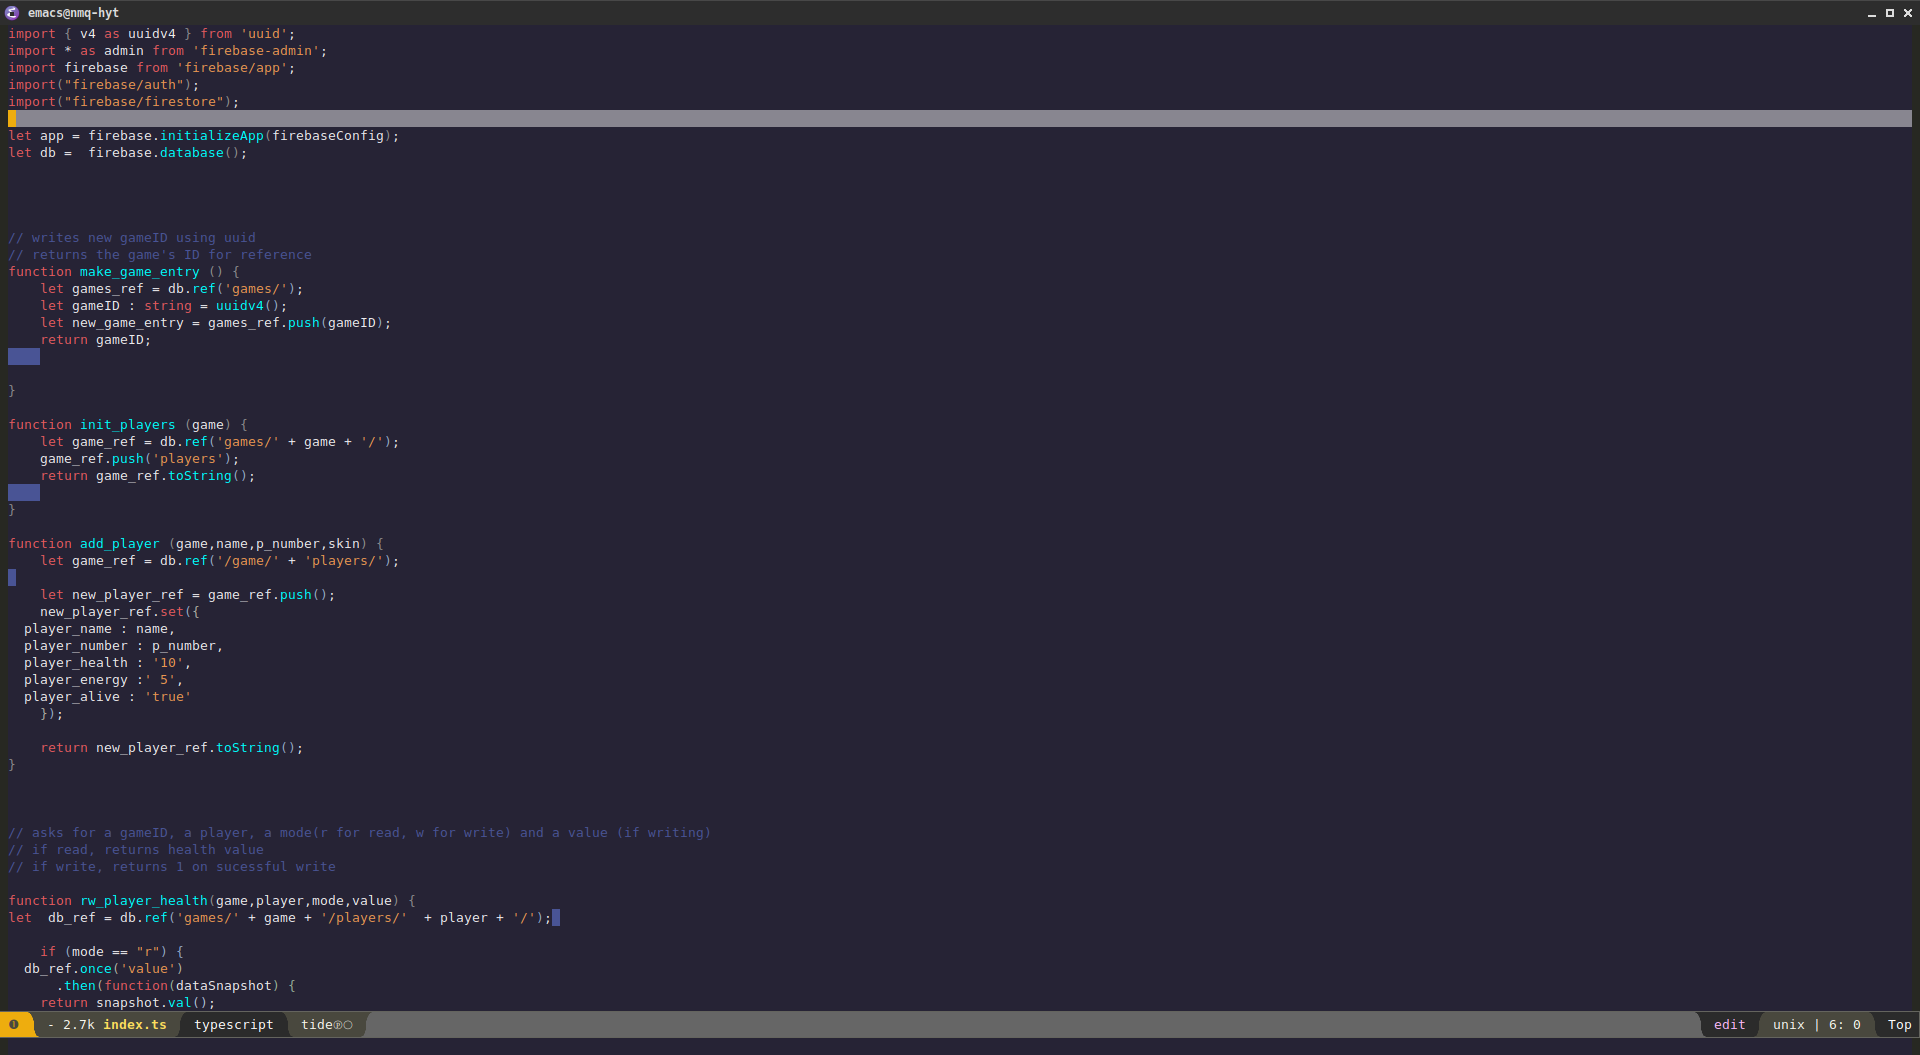 emacs@nmq-hyt
import { v4 as uuidv4 } from 'uuid';
import * as admin from 'firebase-admin';
import firebase from 'firebase/app';
import("firebase/auth");
import("firebase/firestore");
let app = firebase.initializeApp(firebaseConfig);
let db =  firebase.database();
// writes new gameID using uuid
// returns the game's ID for reference
function make_game_entry () {
    let games_ref = db.ref('games/');
    let gameID : string = uuidv4();
    let new_game_entry = games_ref.push(gameID);
    return gameID;
}
function init_players (game) {
    let game_ref = db.ref('games/' + game + '/');
    game_ref.push('players');
    return game_ref.toString();
}
function add_player (game,name,p_number,skin) {
    let game_ref = db.ref('/game/' + 'players/');
    let new_player_ref = game_ref.push();
    new_player_ref.set({
  player_name : name,
  player_number : p_number,
  player_health : '10',
  player_energy :' 5',
  player_alive : 'true'
    });
    return new_player_ref.toString();
}
// asks for a gameID, a player, a mode(r for read, w for write) and a value (if writing)
// if read, returns health value
// if write, returns 1 on sucessful write
function rw_player_health(game,player,mode,value) {
let  db_ref = db.ref('games/' + game + '/players/'  + player + '/');
    if (mode == "r") {
  db_ref.once('value')
      .then(function(dataSnapshot) {
    return snapshot.val();
- 2.7k index.ts typescript tideⓟ○ edit unix | 6: 0 Top